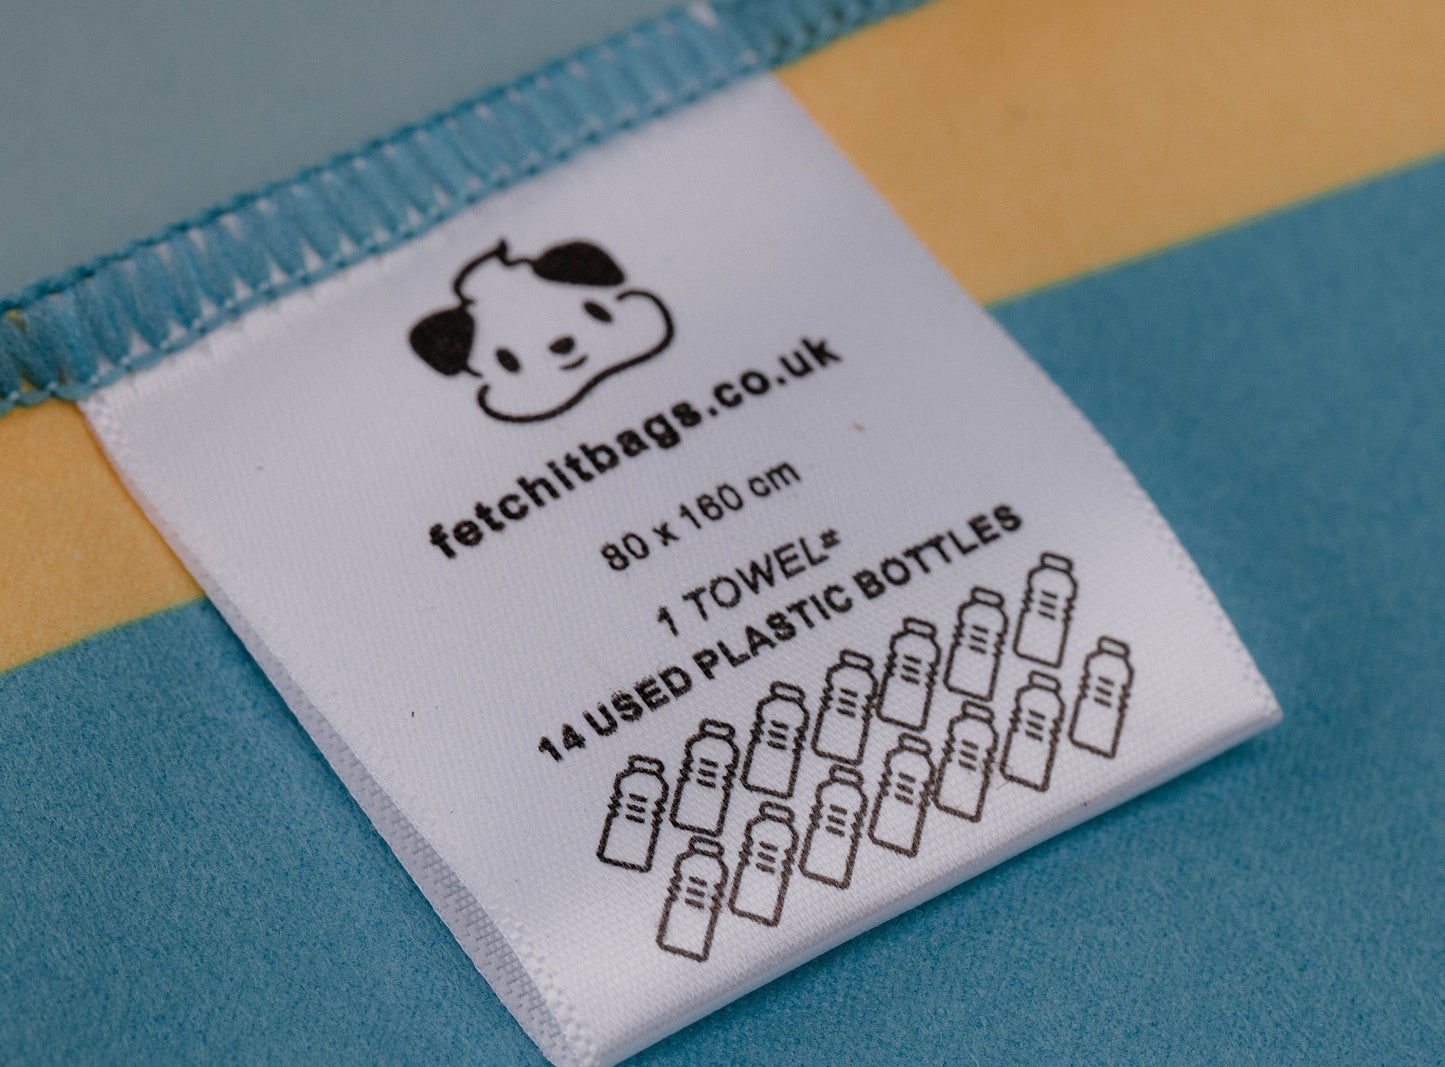 fetchitbags.co.uk
80 x 160 cm
1 TOWEL=
14 USED PLASTIC BOTTLES